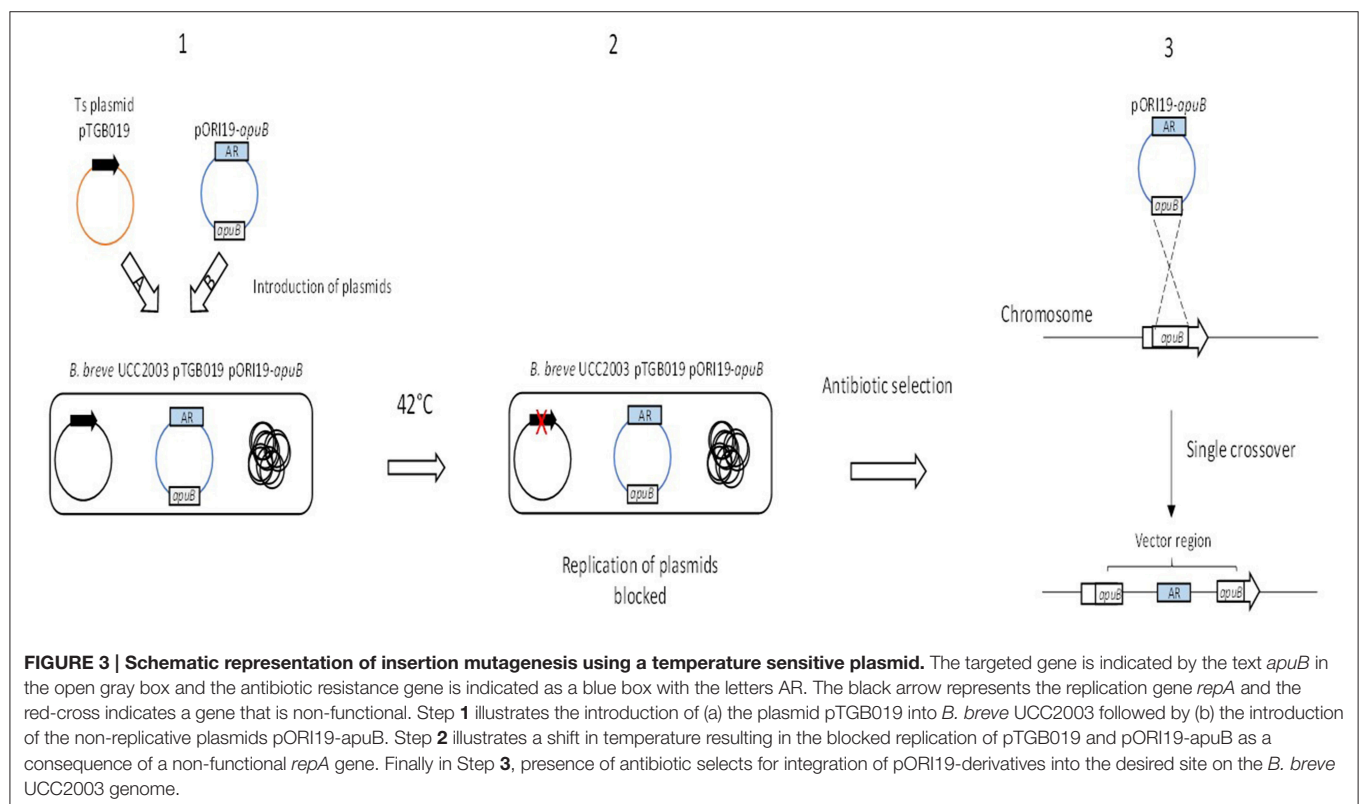 1
2
3
Ts plasmid
pTGB019
pORI19-apuB
AR
apuB
A
B
Introduction of plasmids
B. breve UCC2003 pTGB019 pORI19-apuB
AR
apuB
42°C
B. breve UCC2003 pTGB019 pORI19-apuB
AR
apuB
Replication of plasmids
blocked
Antibiotic selection
pORI19-apuB
AR
apuB
Chromosome
apuB
Single crossover
Vector region
apuB
AR
apuB
FIGURE 3 | Schematic representation of insertion mutagenesis using a temperature sensitive plasmid. The targeted gene is indicated by the text apuB in
the open gray box and the antibiotic resistance gene is indicated as a blue box with the letters AR. The black arrow represents the replication gene repA and the
red-cross indicates a gene that is non-functional. Step 1 illustrates the introduction of (a) the plasmid pTGB019 into B. breve UCC2003 followed by (b) the introduction
of the non-replicative plasmids pORI19-apuB. Step 2 illustrates a shift in temperature resulting in the blocked replication of pTGB019 and pORI19-apuB as a
consequence of a non-functional repA gene. Finally in Step 3, presence of antibiotic selects for integration of pORI19-derivatives into the desired site on the B. breve
UCC2003 genome.